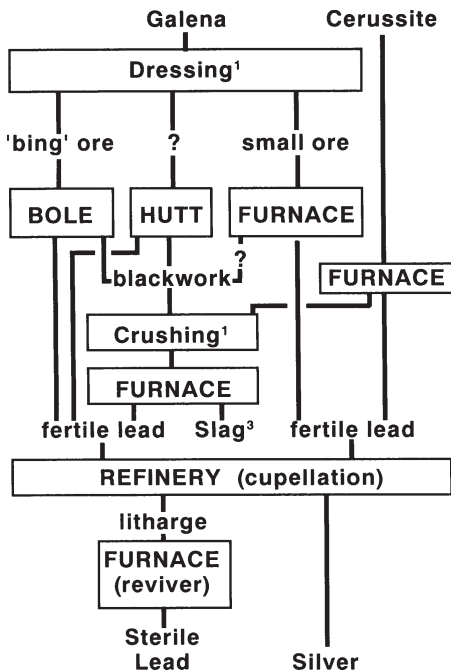 Galena Cerussite
Dressing¹
'bing' ore ? small ore
BOLE HUTT FURNACE
?
blackwork
FURNACE
Crushing¹
FURNACE
fertile lead Slag³ fertile lead
REFINERY (cupellation)
litharge
FURNACE
(reviver)
Sterile
Lead Silver